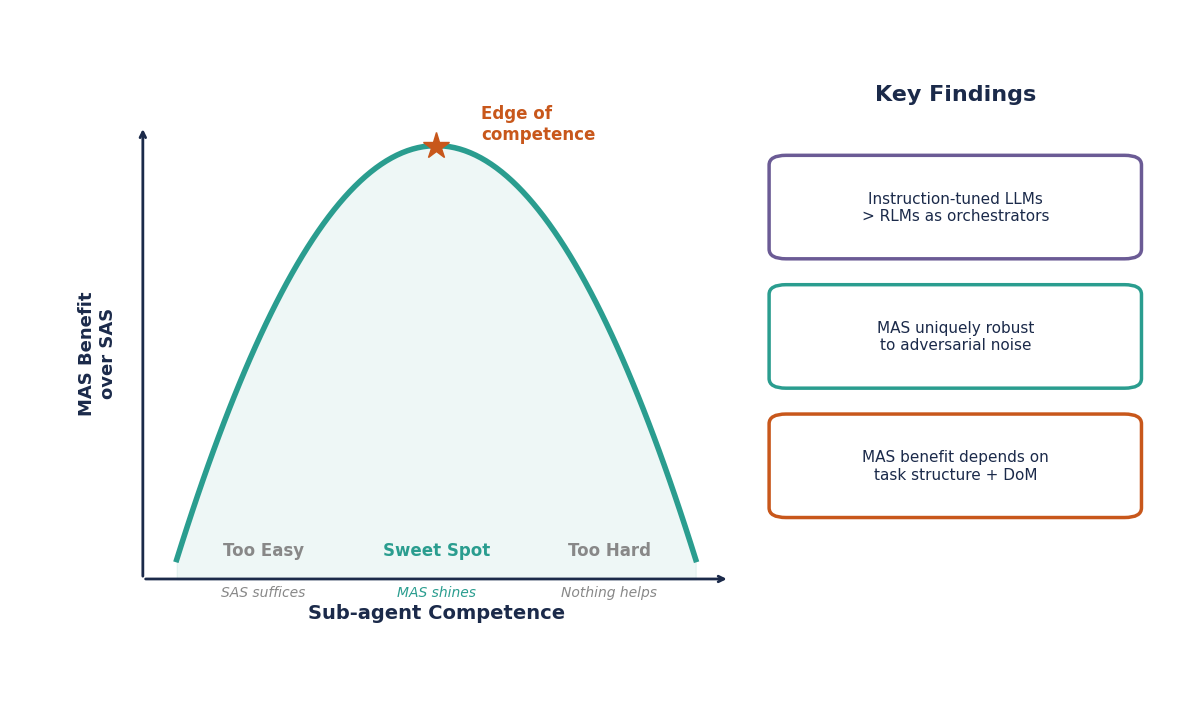 Edge of
competence
MAS Benefit
over SAS
Too Easy
Sweet Spot
Too Hard
SAS suffices
MAS shines
Nothing helps
Sub-agent Competence
Key Findings
Instruction-tuned LLMs
> RLMs as orchestrators
MAS uniquely robust
to adversarial noise
MAS benefit depends on
task structure + DoM